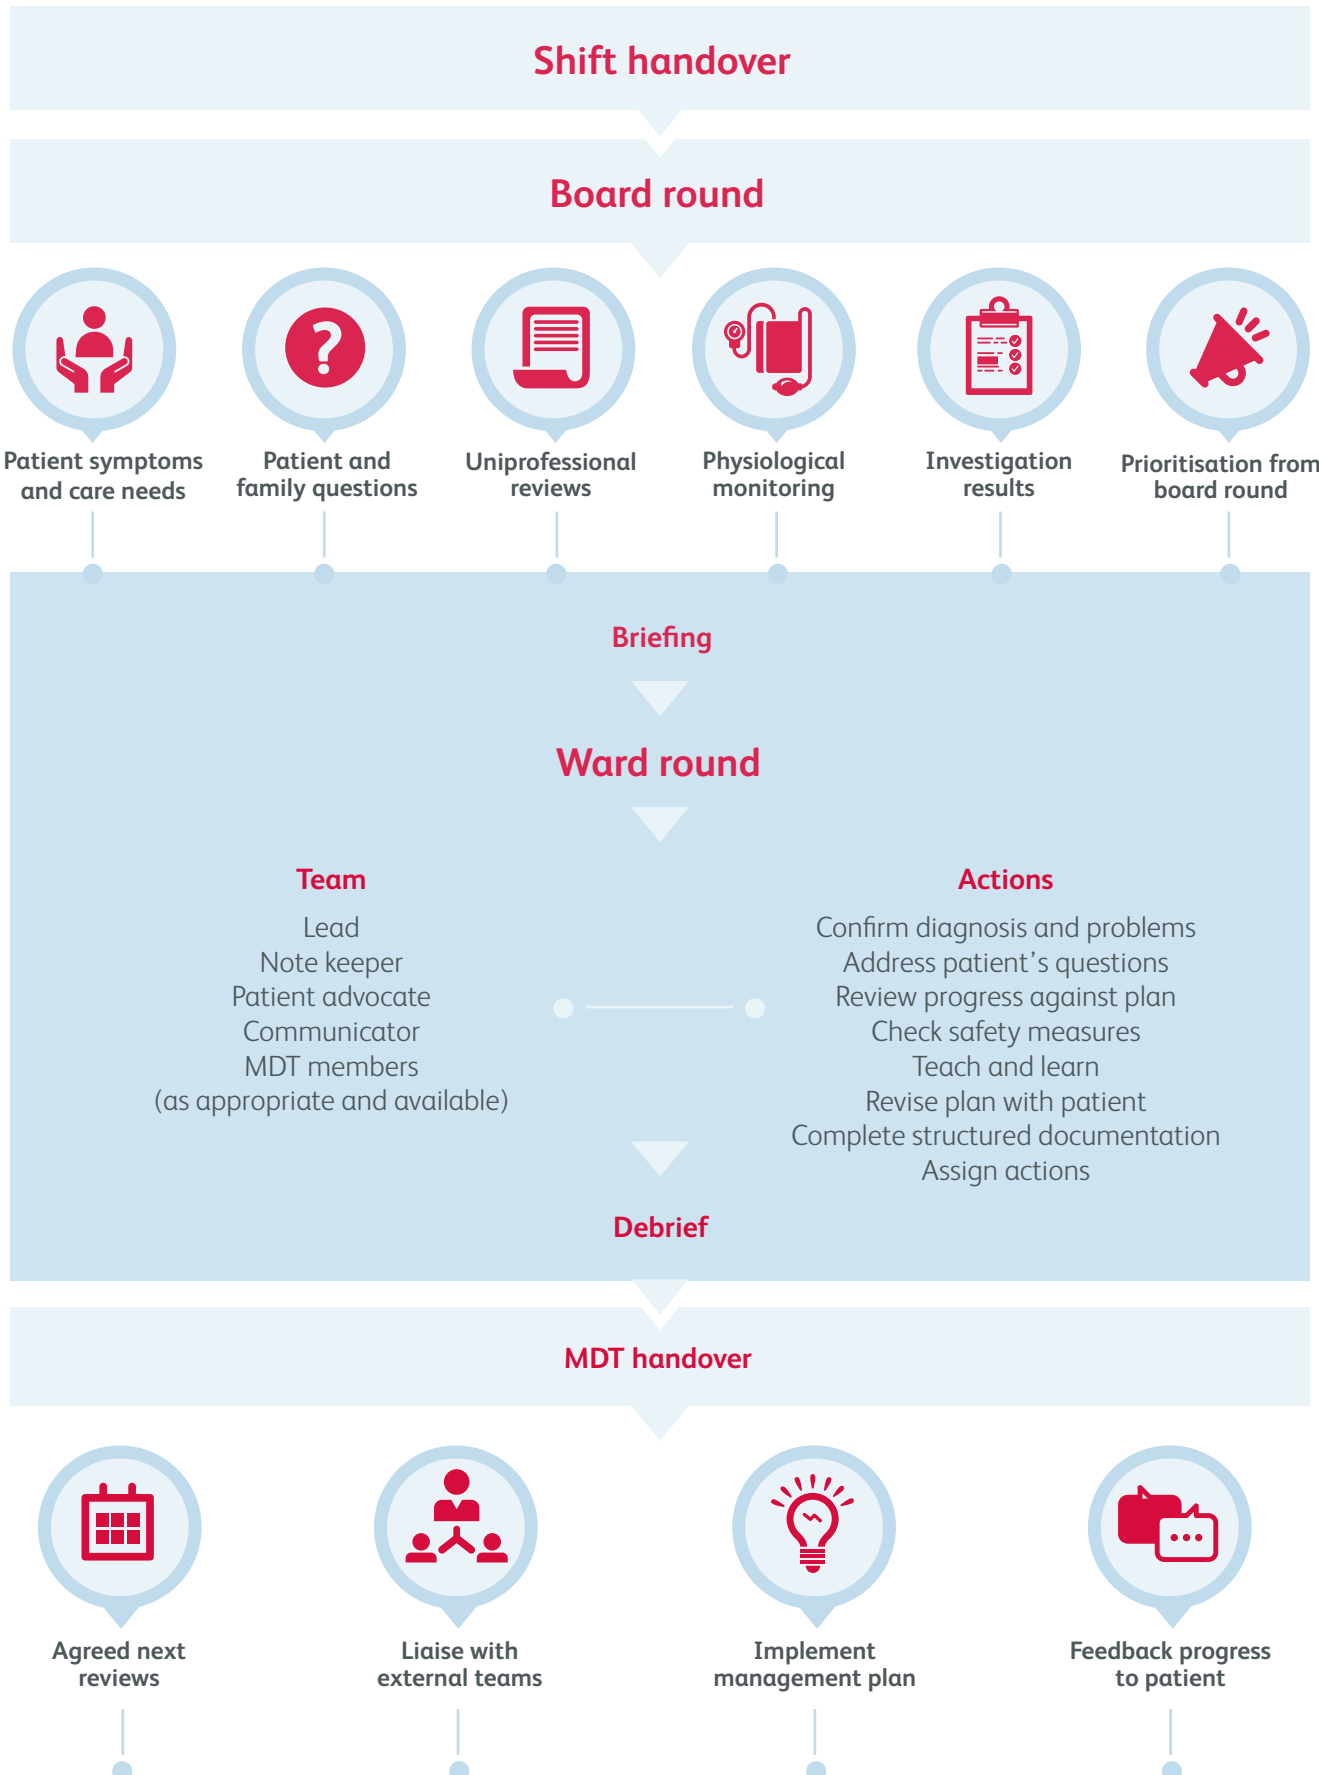 Shift handover
Board round
Patient symptoms
and care needs
Patient and
family questions
Uniprofessional
reviews
Physiological
monitoring
Investigation
results
Prioritisation from
board round
Briefing
Ward round
Team
Lead
Note keeper
Patient advocate
Communicator
MDT members
(as appropriate and available)
Actions
Confirm diagnosis and problems
Address patient’s questions
Review progress against plan
Check safety measures
Teach and learn
Revise plan with patient
Complete structured documentation
Assign actions
Debrief
MDT handover
Agreed next
reviews
Liaise with
external teams
Implement
management plan
Feedback progress
to patient